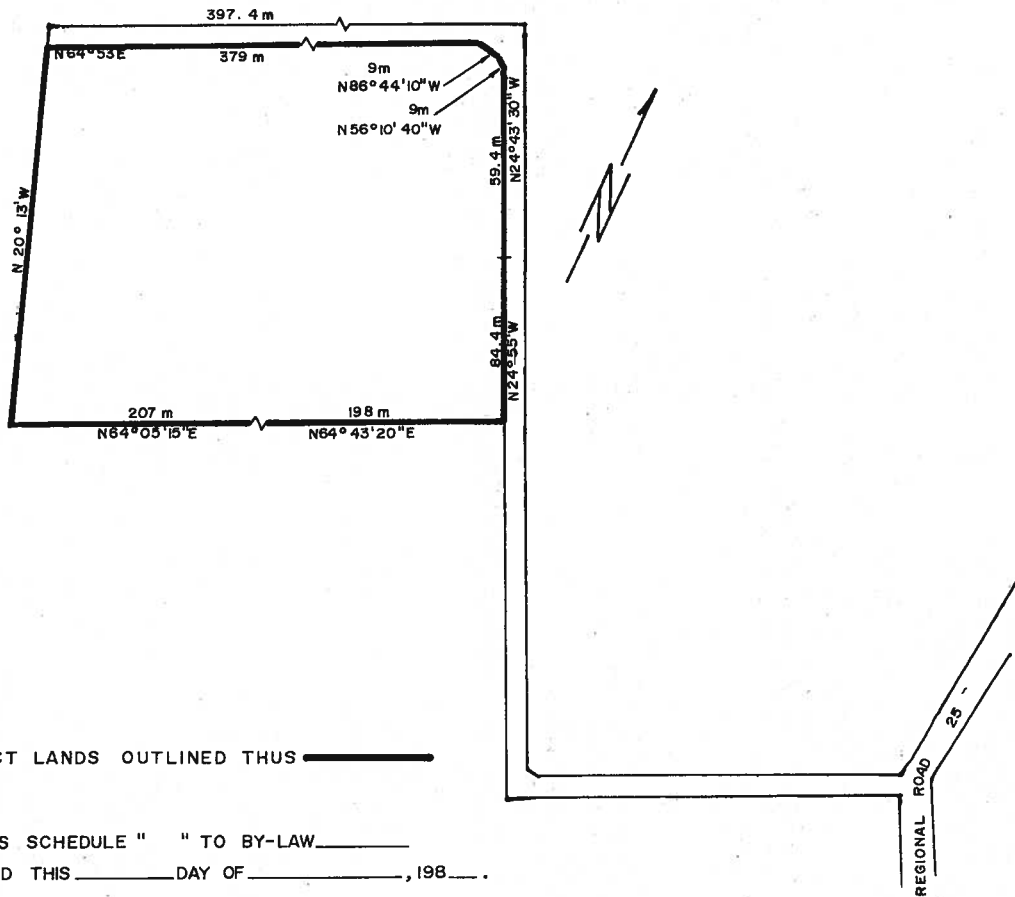 397. 4 m
N64°53E
379 m
9m
N86°44'10"W
9m
N56°10'40"W
59.4 m
N24°43'30"W
N 20° 13'W
N
84.4 m
N24°55'W
207 m
198 m
N64°05'15"E
N64°43'20"E
25 -
REGIONAL ROAD
CT LANDS OUTLINED THUS
S SCHEDULE " " TO BY-LAW
D THIS DAY OF , 198 .